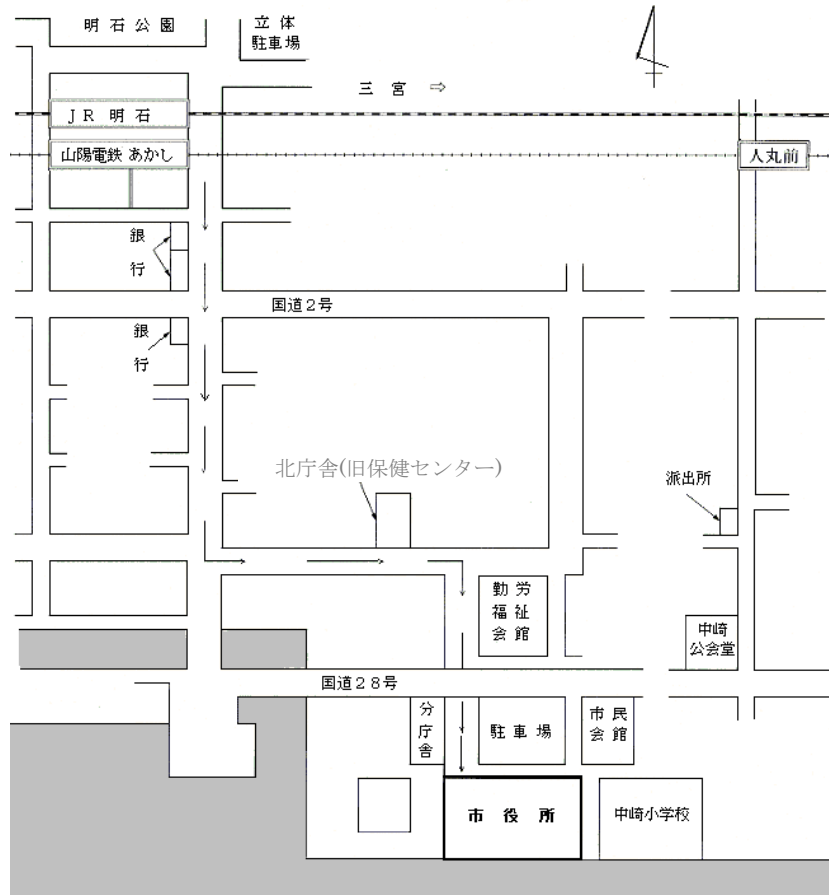 明石公園
立体
駐車場
三宮 ⇨
JR 明石
山陽電鉄 あかし
人丸前
銀
行
国道2号
銀
行
北庁舎(旧保健センター)
派出所
勤労
福祉
会館
中崎
公会堂
国道28号
分
庁
舎
駐車場
市民
会館
市役所
中崎小学校